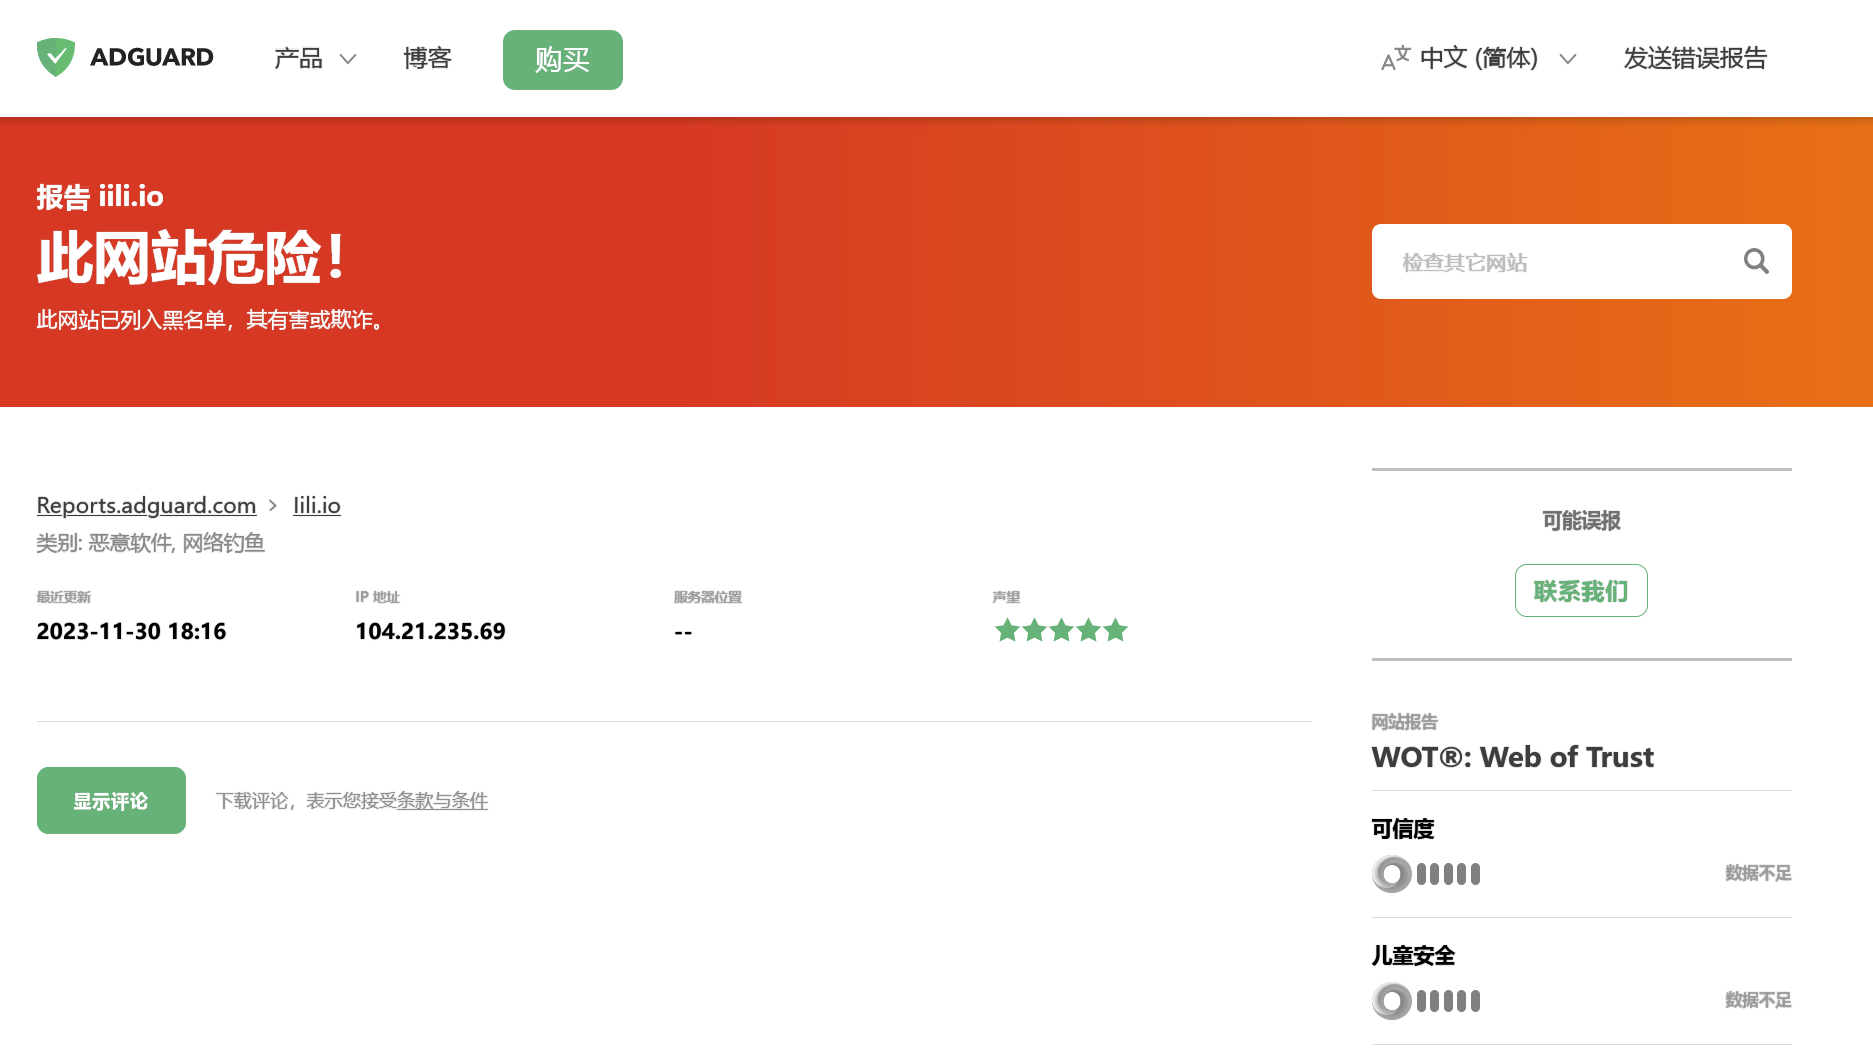 ADGUARD
产品
博客
购买
中文 (简体)
发送错误报告
报告 iili.io
此网站危险！
此网站已列入黑名单，其有害或欺诈。
检查其它网站
Reports.adguard.com
Iili.io
类别: 恶意软件, 网络钓鱼
最近更新
2023-11-30 18:16
IP 地址
104.21.235.69
服务器位置
--
声望
显示评论
下载评论，表示您接受条款与条件
可能误报
联系我们
网站报告
WOT®: Web of Trust
可信度
数据不足
儿童安全
数据不足